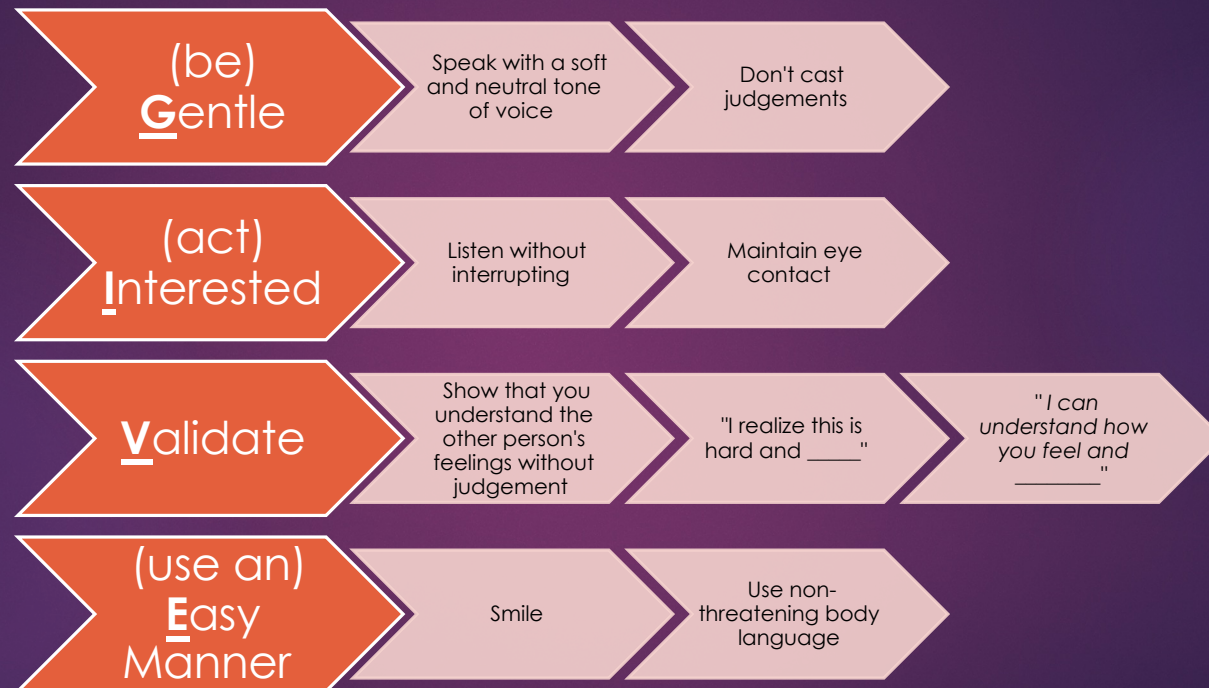 (be)
Gentle
Speak with a soft
and neutral tone
of voice
Don't cast
judgements
(act)
Interested
Listen without
interrupting
Maintain eye
contact
Validate
Show that you
understand the
other person's
feelings without
judgement
"I realize this is
hard and _____"
"I can
understand how
you feel and
________"
(use an)
Easy
Manner
Smile
Use non-
threatening body
language